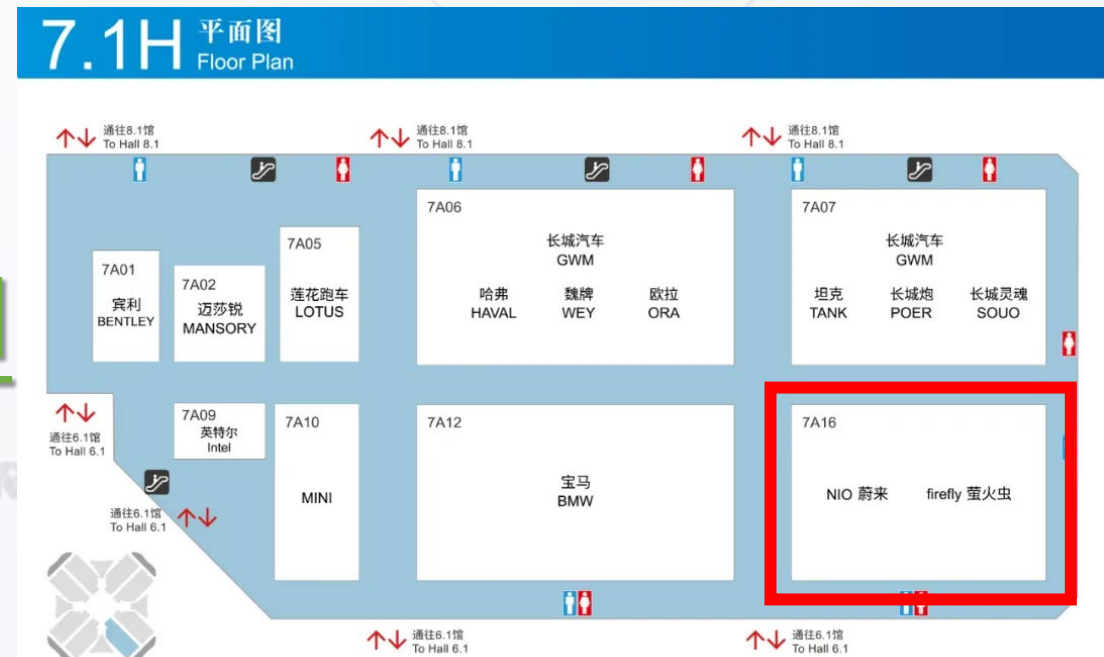 7.1H 平面图
Floor Plan
通往8.1馆
To Hall 8.1
通往8.1馆
To Hall 8.1
通往8.1馆
To Hall 8.1
7A01
宾利
BENTLEY
7A02
迈莎锐
MANSORY
7A05
莲花跑车
LOTUS
7A06
长城汽车
GWM
哈弗
HAVAL
魏牌
WEY
欧拉
ORA
7A07
长城汽车
GWM
坦克
TANK
长城炮
POER
长城灵魂
SOUO
通往6.1馆
To Hall 6.1
7A09
英特尔
Intel
7A10
MINI
7A12
宝马
BMW
7A16
NIO 蔚来
firefly 萤火虫
通往6.1馆
To Hall 6.1
通往6.1馆
To Hall 6.1
通往6.1馆
To Hall 6.1